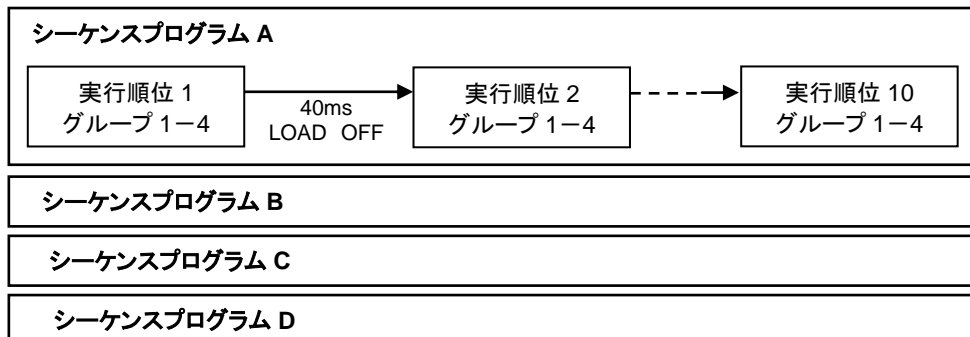 シーケンスプログラム A
実行順位 1
グループ 1－4
40ms
LOAD OFF
実行順位 2
グループ 1－4
実行順位 10
グループ 1－4
シーケンスプログラム B
シーケンスプログラム C
シーケンスプログラム D